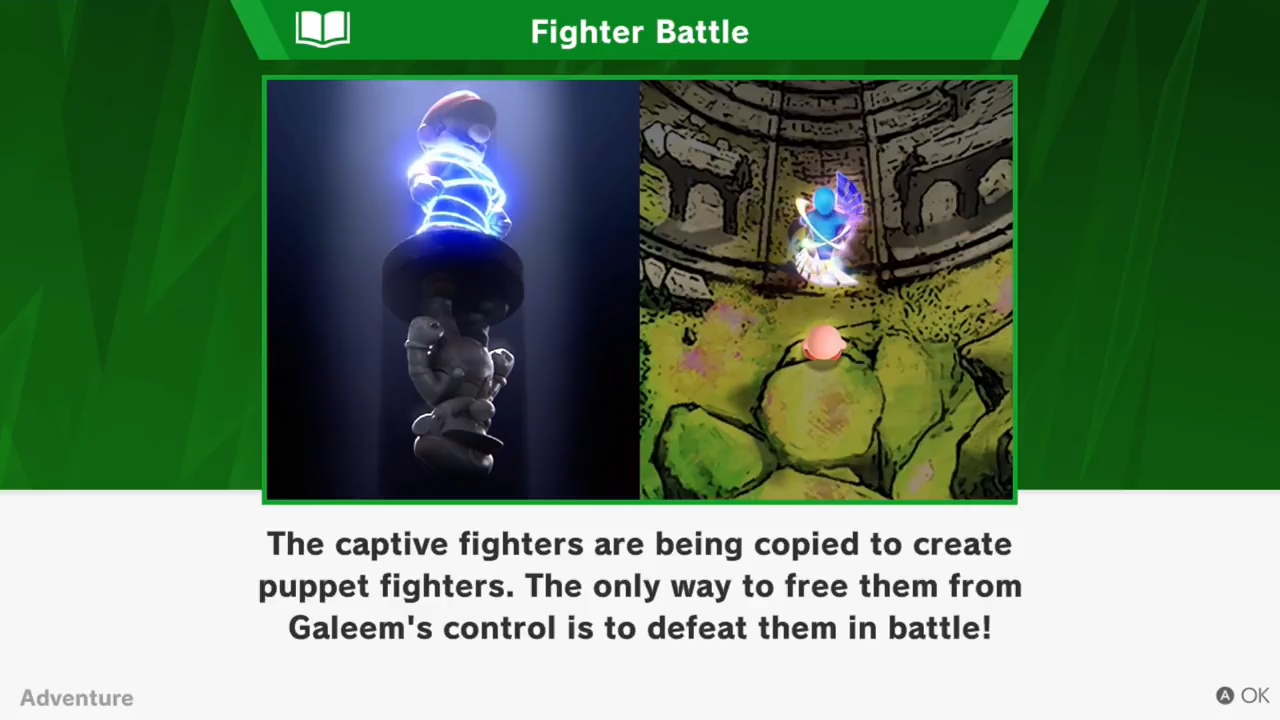 Fighter Battle
The captive fighters are being copied to create
puppet fighters. The only way to free them from
Galeem's control is to defeat them in battle!
Adventure
A OK